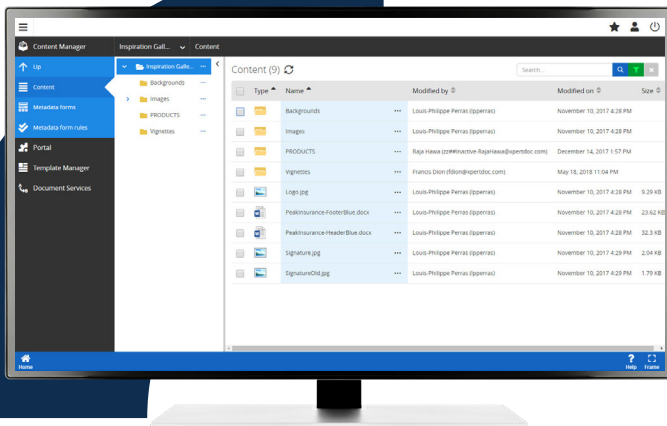 Content Manager
Inspiration Gall...
Content
Up
Content
Metadata forms
Metadata form rules
Portal
Template Manager
Document Services
Inspiration Galle... ...
Backgrounds ...
Images ...
PRODUCTS ...
Vignettes ...
Content (9)
Search...
Type Name Modified by Modified on Size
Backgrounds ... Louis-Philippe Perras (lpperras) November 10, 2017 4:28 PM
Images ... Louis-Philippe Perras (lpperras) November 10, 2017 4:28 PM
PRODUCTS ... Raja Hawa (zz##Inactive-RajaHawa@xpertdoc.com) December 14, 2017 1:57 PM
Vignettes ... Francis Dion (fdion@xpertdoc.com) May 18, 2018 11:04 PM
Logo.jpg ... Louis-Philippe Perras (lpperras) November 10, 2017 4:28 PM 9.29 KB
PeakInsurance-FooterBlue.docx ... Louis-Philippe Perras (lpperras) November 10, 2017 4:28 PM 23.62 KB
PeakInsurance-HeaderBlue.docx ... Louis-Philippe Perras (lpperras) November 10, 2017 4:28 PM 32.3 KB
Signature.jpg ... Louis-Philippe Perras (lpperras) November 10, 2017 4:29 PM 2.04 KB
SignatureOld.jpg ... Louis-Philippe Perras (lpperras) November 10, 2017 4:29 PM 1.79 KB
Home
Help
Frame